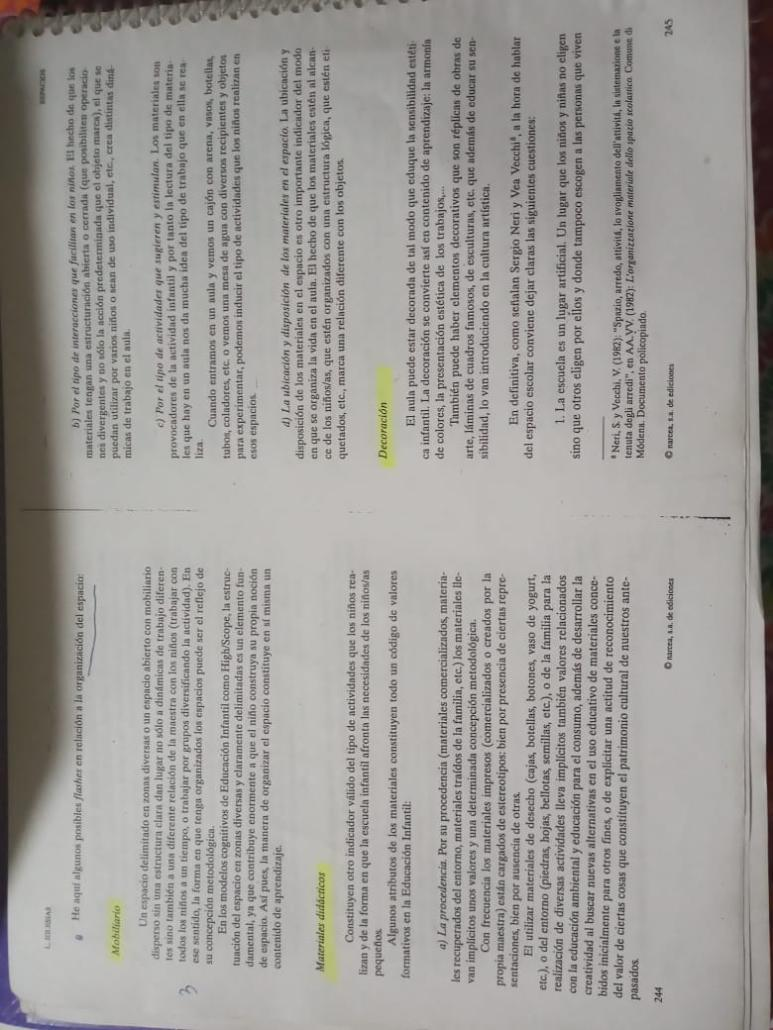 L. IGLESIAS
He aquí algunos posibles flashes en relación a la organización del espacio:
Mobiliario
Un espacio delimitado en zonas diversas o un espacio abierto con mobiliario
disperso sin una estructura clara dan lugar no sólo a dinámicas de trabajo diferen-
tes sino también a una diferente relación de la maestra con los niños (trabajar con
todos los niños a un tiempo, o trabajar por grupos diversificando la actividad). En
ese sentido, la forma en que tenga organizados los espacios puede ser el reflejo de
su concepción metodológica.
3
En los modelos cognitivos de Educación Infantil como High/Scope, la estruc-
tuación del espacio en zonas diversas y claramente delimitadas es un elemento fun-
damental, ya que contribuye enormemente a que el niño construya su propia noción
de espacio. Así pues, la manera de organizar el espacio constituye en sí misma un
contenido de aprendizaje.
Materiales didácticos
Constituyen otro indicador válido del tipo de actividades que los niños rea-
lizan y de la forma en que la escuela infantil afronta las necesidades de los niños/as
pequeños.
Algunos atributos de los materiales constituyen todo un código de valores
formativos en la Educación Infantil:
a) La procedencia. Por su procedencia (materiales comercializados, materia-
les recuperados del entorno, materiales traídos de la familia, etc.) los materiales lle-
van implícitos unos valores y una determinada concepción metodológica.
Con frecuencia los materiales impresos (comercializados o creados por la
propia maestra) están cargados de estereotipos: bien por presencia de ciertas repre-
sentaciones, bien por ausencia de otras.
El utilizar materiales de desecho (cajas, botellas, botones, vaso de yogurt,
etc.), o del entorno (piedras, hojas, bellotas, semillas, etc.), o de la familia para la
realización de diversas actividades lleva implícitos también valores relacionados
con la educación ambiental y educación para el consumo, además de desarrollar la
creatividad al buscar nuevas alternativas en el uso educativo de materiales conce-
bidos inicialmente para otros fines, o de explicitar una actitud de reconocimiento
del valor de ciertas cosas que constituyen el patrimonio cultural de nuestros ante-
pasados.
244
© narcea, s.a. de ediciones
ESPACIOS
b) Por el tipo de interacciones que facilitan en los niños. El hecho de que los
materiales tengan una estructuración abierta o cerrada (que posibiliten operacio-
nes divergentes y no sólo la acción predeterminada que el objeto marca), el que se
puedan utilizar por varios niños o sean de uso individual, etc., crea distintas diná-
micas de trabajo en el aula.
c) Por el tipo de actividades que sugieren y estimulan. Los materiales son
provocadores de la actividad infantil y por tanto la lectura del tipo de materia-
les que hay en un aula nos da mucha idea del tipo de trabajo que en ella se rea-
liza.
Cuando entramos en un aula y vemos un cajón con arena, vasos, botellas,
tubos, coladores, etc. o vemos una mesa de agua con diversos recipientes y objetos
para experimentar, podemos inducir el tipo de actividades que los niños realizan en
esos espacios.
d) La ubicación y disposición de los materiales en el espacio. La ubicación y
disposición de los materiales en el espacio es otro importante indicador del modo
en que se organiza la vida en el aula. El hecho de que los materiales estén al alcan-
ce de los niños/as, que estén organizados con una estructura lógica, que estén eti-
quetados, etc., marca una relación diferente con los objetos.
Decoración
El aula puede estar decorada de tal modo que eduque la sensibilidad estéti-
ca infantil. La decoración se convierte así en contenido de aprendizaje: la armonía
de colores, la presentación estética de los trabajos,...
También puede haber elementos decorativos que son réplicas de obras de
arte, láminas de cuadros famosos, de esculturas, etc. que además de educar su sen-
sibilidad, lo van introduciendo en la cultura artística.
En definitiva, como señalan Sergio Neri y Vea Vecchi⁸, a la hora de hablar
del espacio escolar conviene dejar claras las siguientes cuestiones:
1. La escuela es un lugar artificial. Un lugar que los niños y niñas no eligen
sino que otros eligen por ellos y donde tampoco escogen a las personas que viven
⁸ Neri, S. y Vecchi, V. (1982): "Spazio, arredo, attivitá, lo svogliamento dell'attivitá, la sistemazione e la
tenuta degli arredi", en AA.VV. (1982): L'organizzazione materiale dello spazio scolastico. Comune di
Módena. Documento policopiado.
© narcea, s.a. de ediciones
245